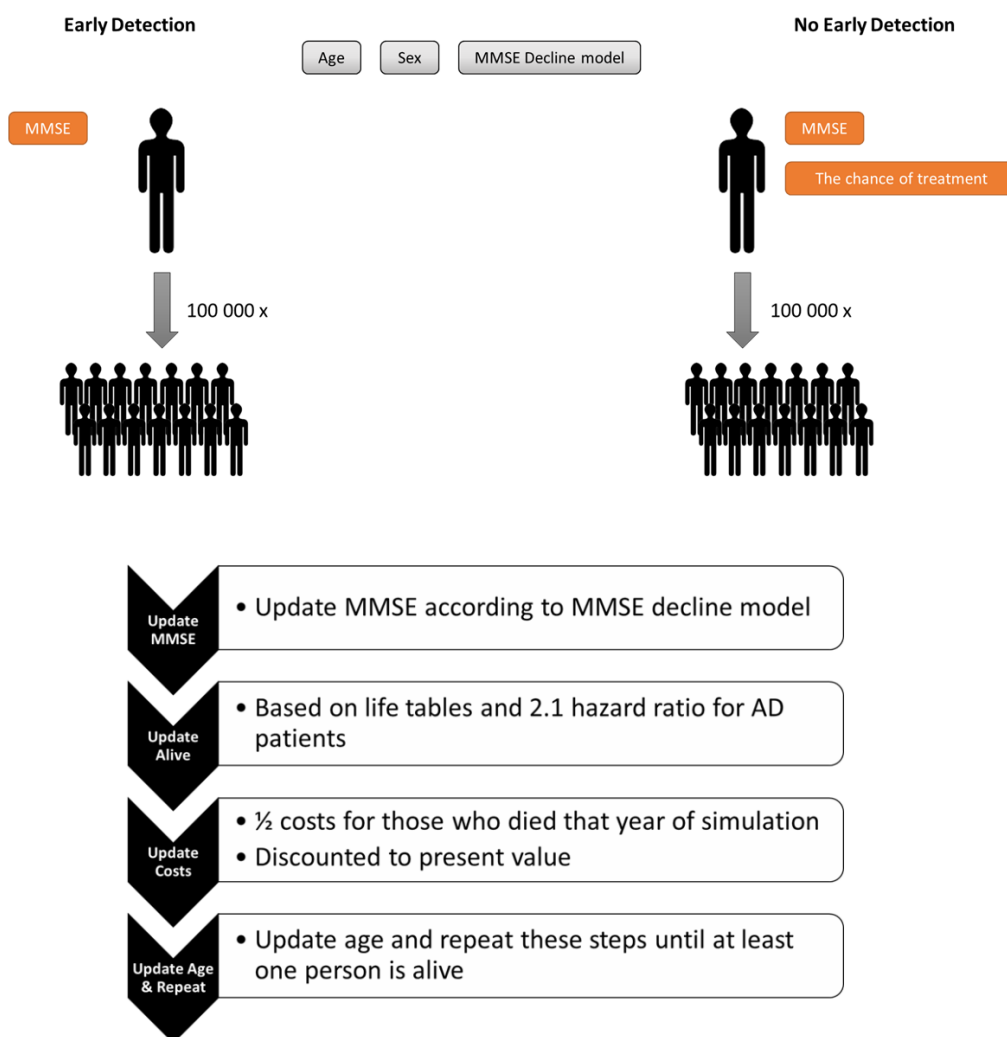 Early Detection
No Early Detection
Age
Sex
MMSE Decline model
MMSE
MMSE
The chance of treatment
100 000 x
100 000 x
Update
MMSE
• Update MMSE according to MMSE decline model
Update
Alive
• Based on life tables and 2.1 hazard ratio for AD
patients
Update
Costs
• ½ costs for those who died that year of simulation
• Discounted to present value
Update Age
& Repeat
• Update age and repeat these steps until at least
one person is alive